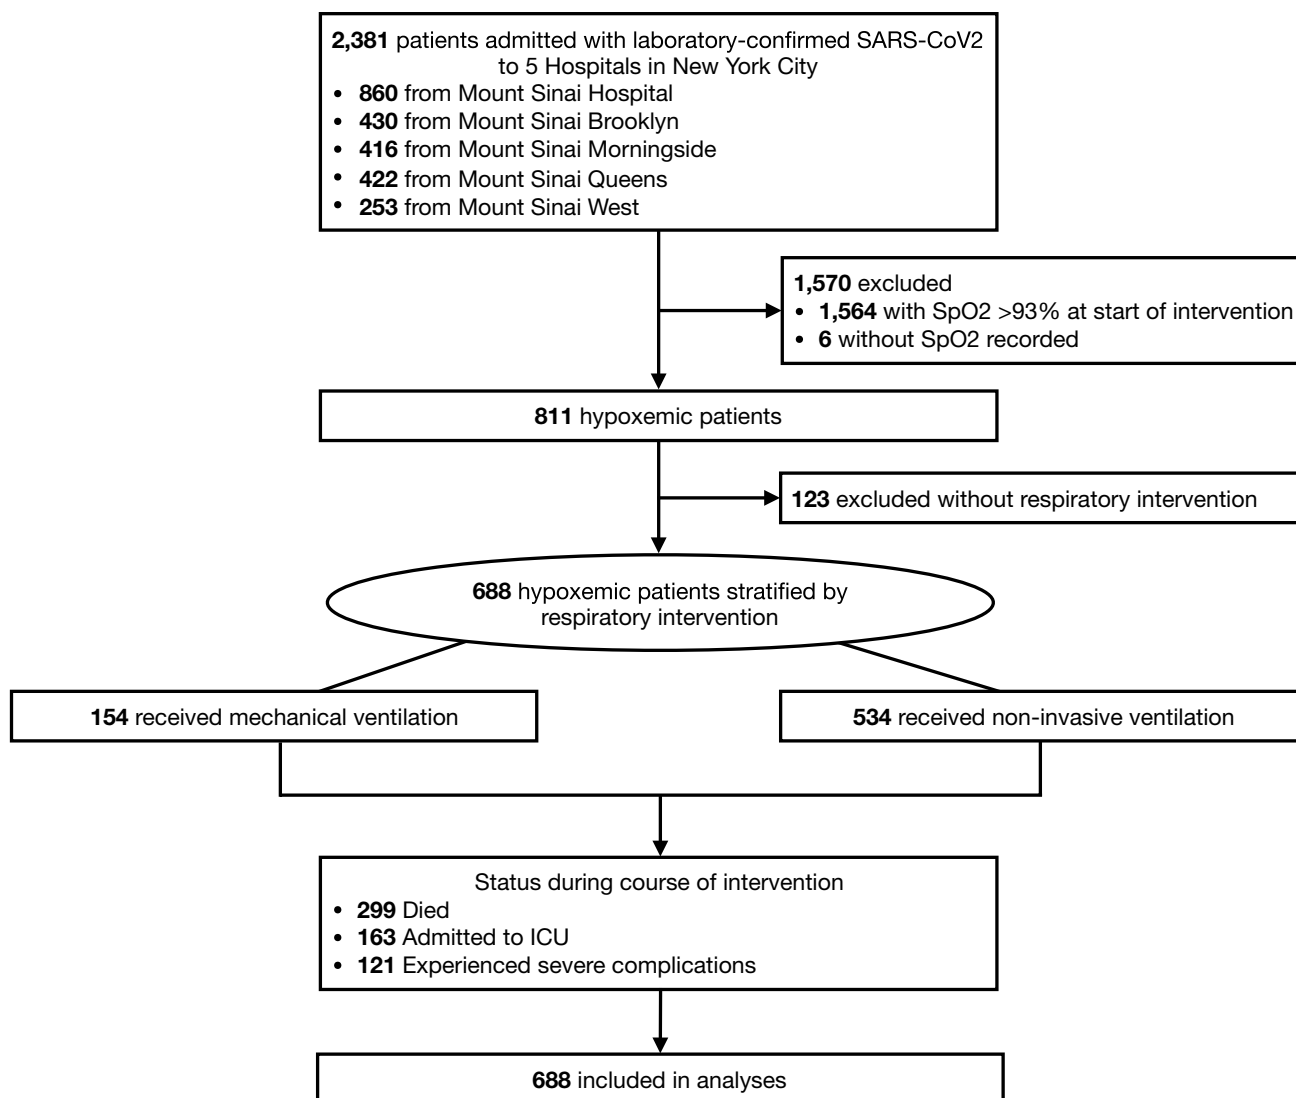 2,381 patients admitted with laboratory-confirmed SARS-CoV2
to 5 Hospitals in New York City
• 860 from Mount Sinai Hospital
• 430 from Mount Sinai Brooklyn
• 416 from Mount Sinai Morningside
• 422 from Mount Sinai Queens
• 253 from Mount Sinai West
1,570 excluded
• 1,564 with SpO2 >93% at start of intervention
• 6 without SpO2 recorded
811 hypoxemic patients
123 excluded without respiratory intervention
688 hypoxemic patients stratified by
respiratory intervention
154 received mechanical ventilation
534 received non-invasive ventilation
Status during course of intervention
• 299 Died
• 163 Admitted to ICU
• 121 Experienced severe complications
688 included in analyses